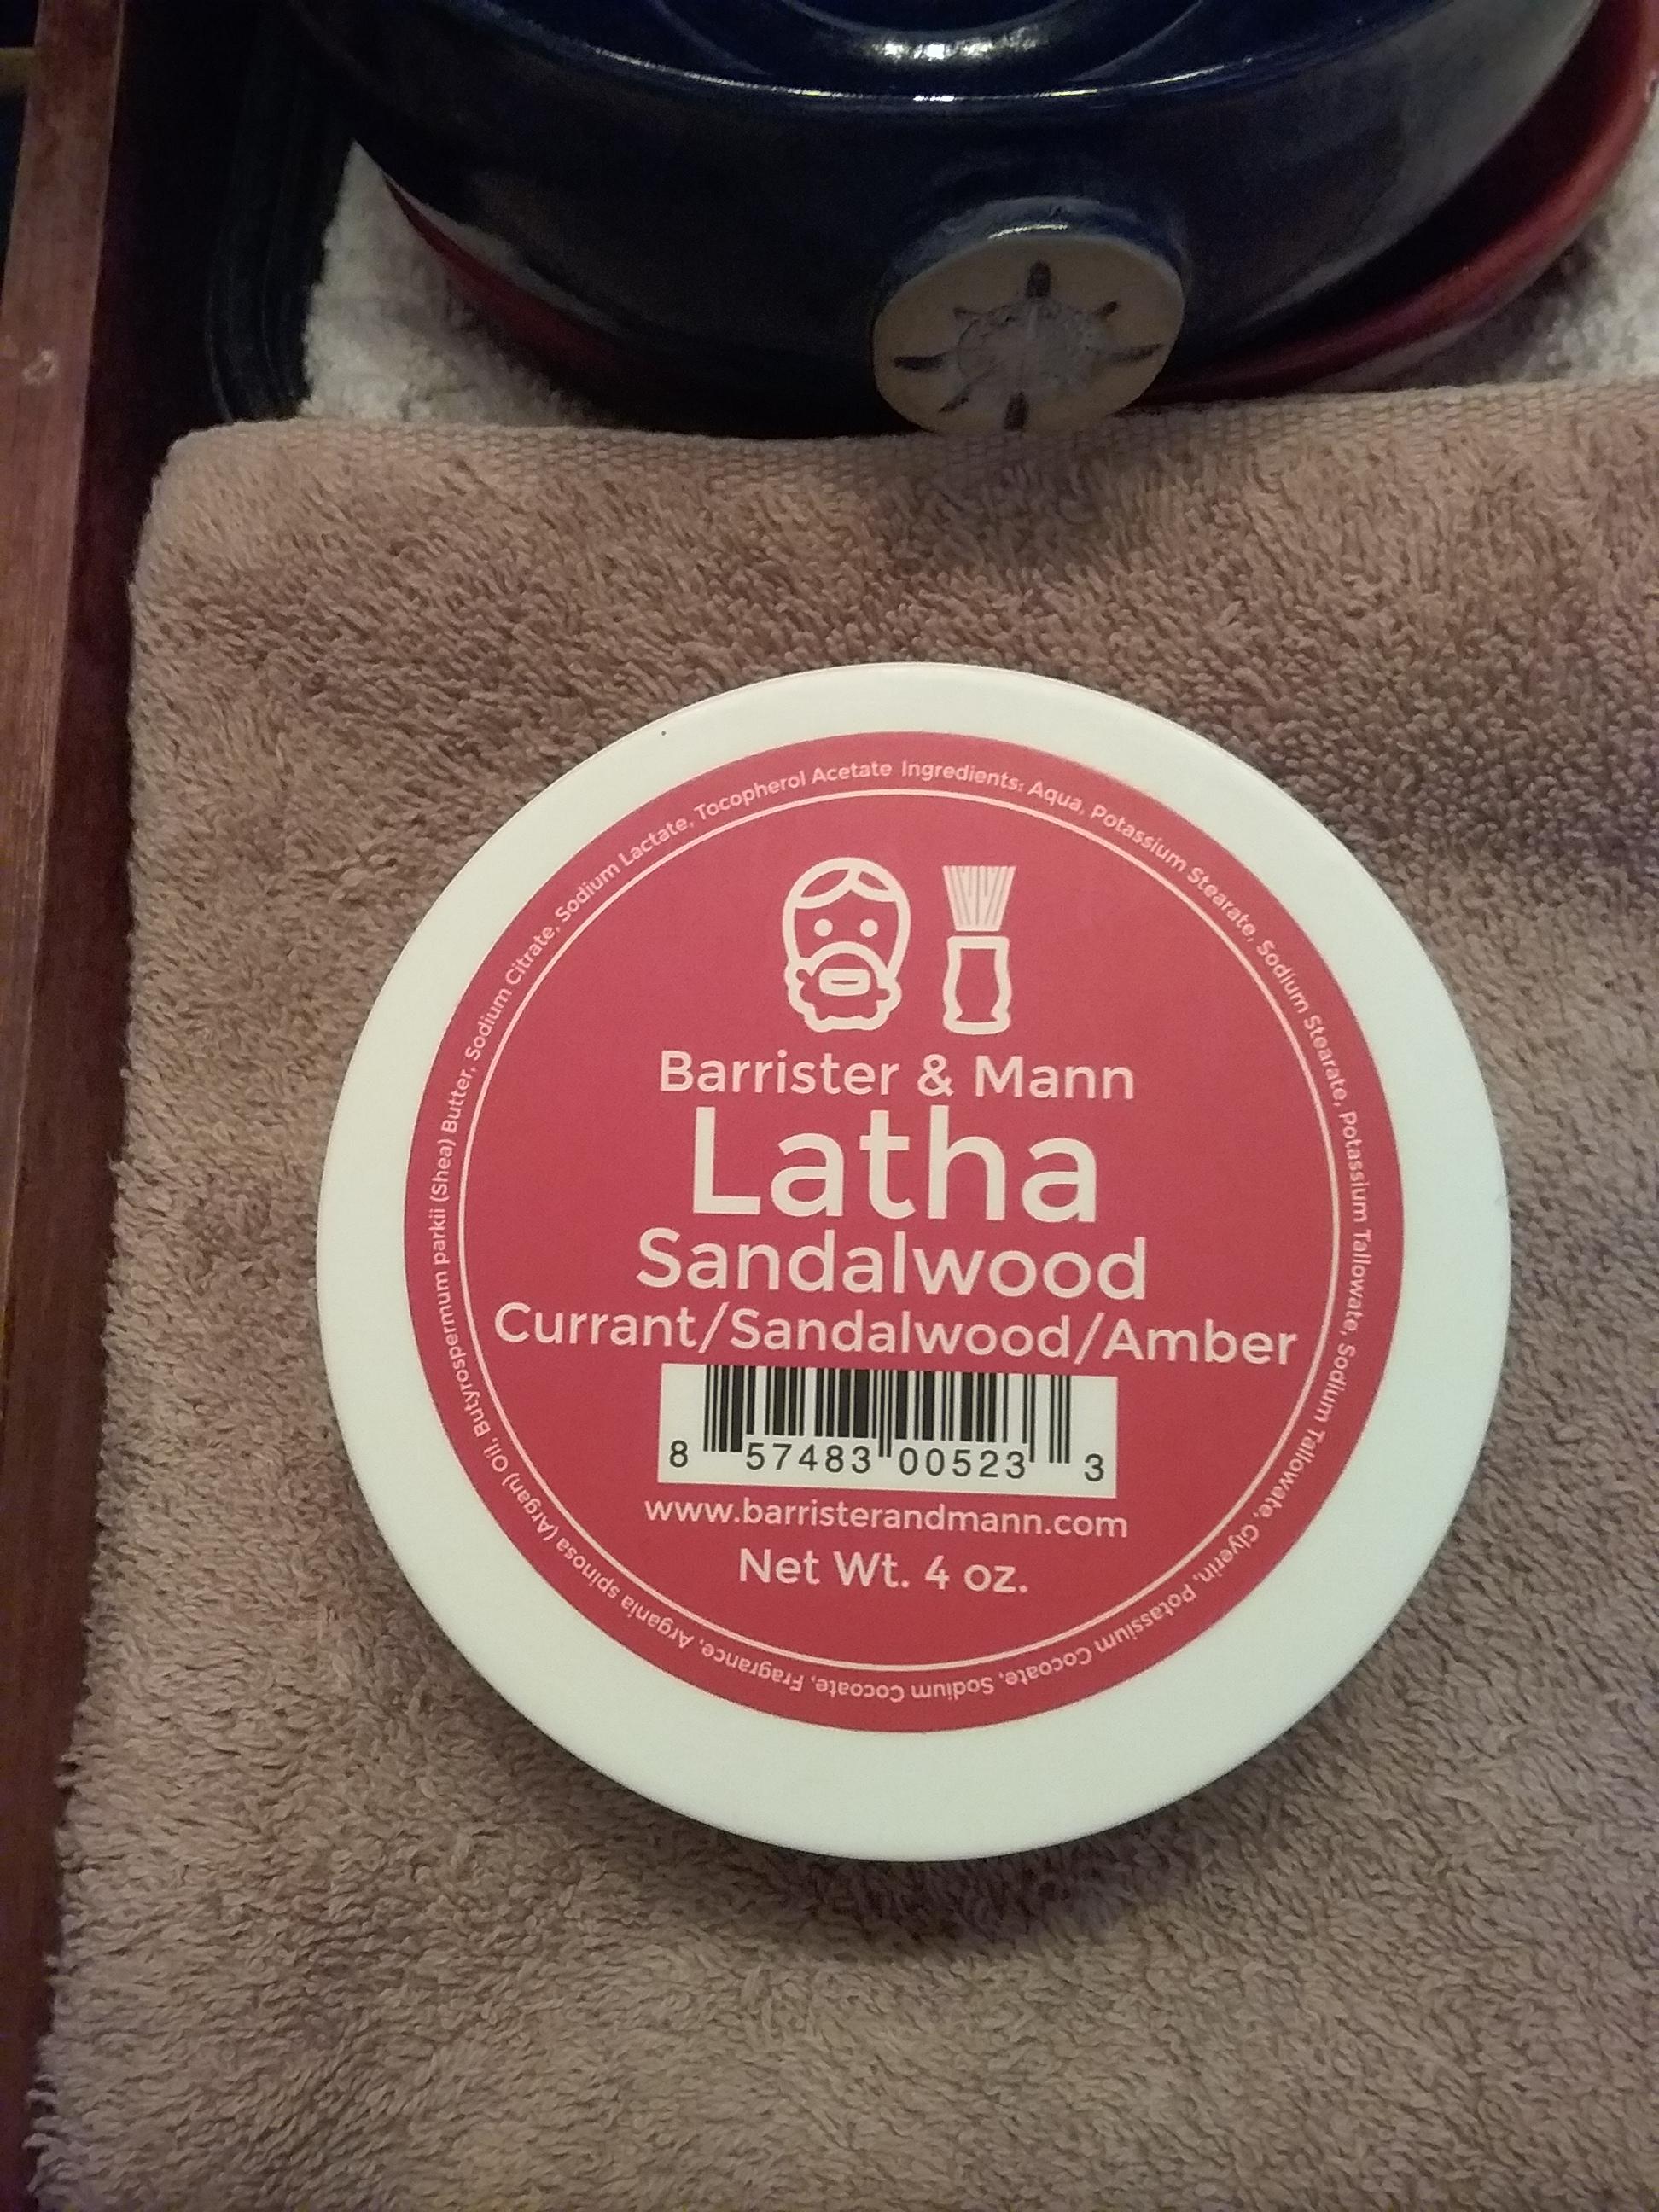 Ingredients: Aqua, Potassium Stearate, Sodium Stearate, Potassium Tallowate, Sodium Tallowate, Glyerin, Potassium Cocoate, Sodium Cocoate, Fragrance, Argania spinosa (Argan) Oil, Butyrospermum parkii (Shea) Butter, Sodium Citrate, Sodium Lactate, Tocopherol Acetate
Barrister & Mann
Latha
Sandalwood
Currant/Sandalwood/Amber
8 57483 00523 3
www.barristerandmann.com
Net Wt. 4 oz.